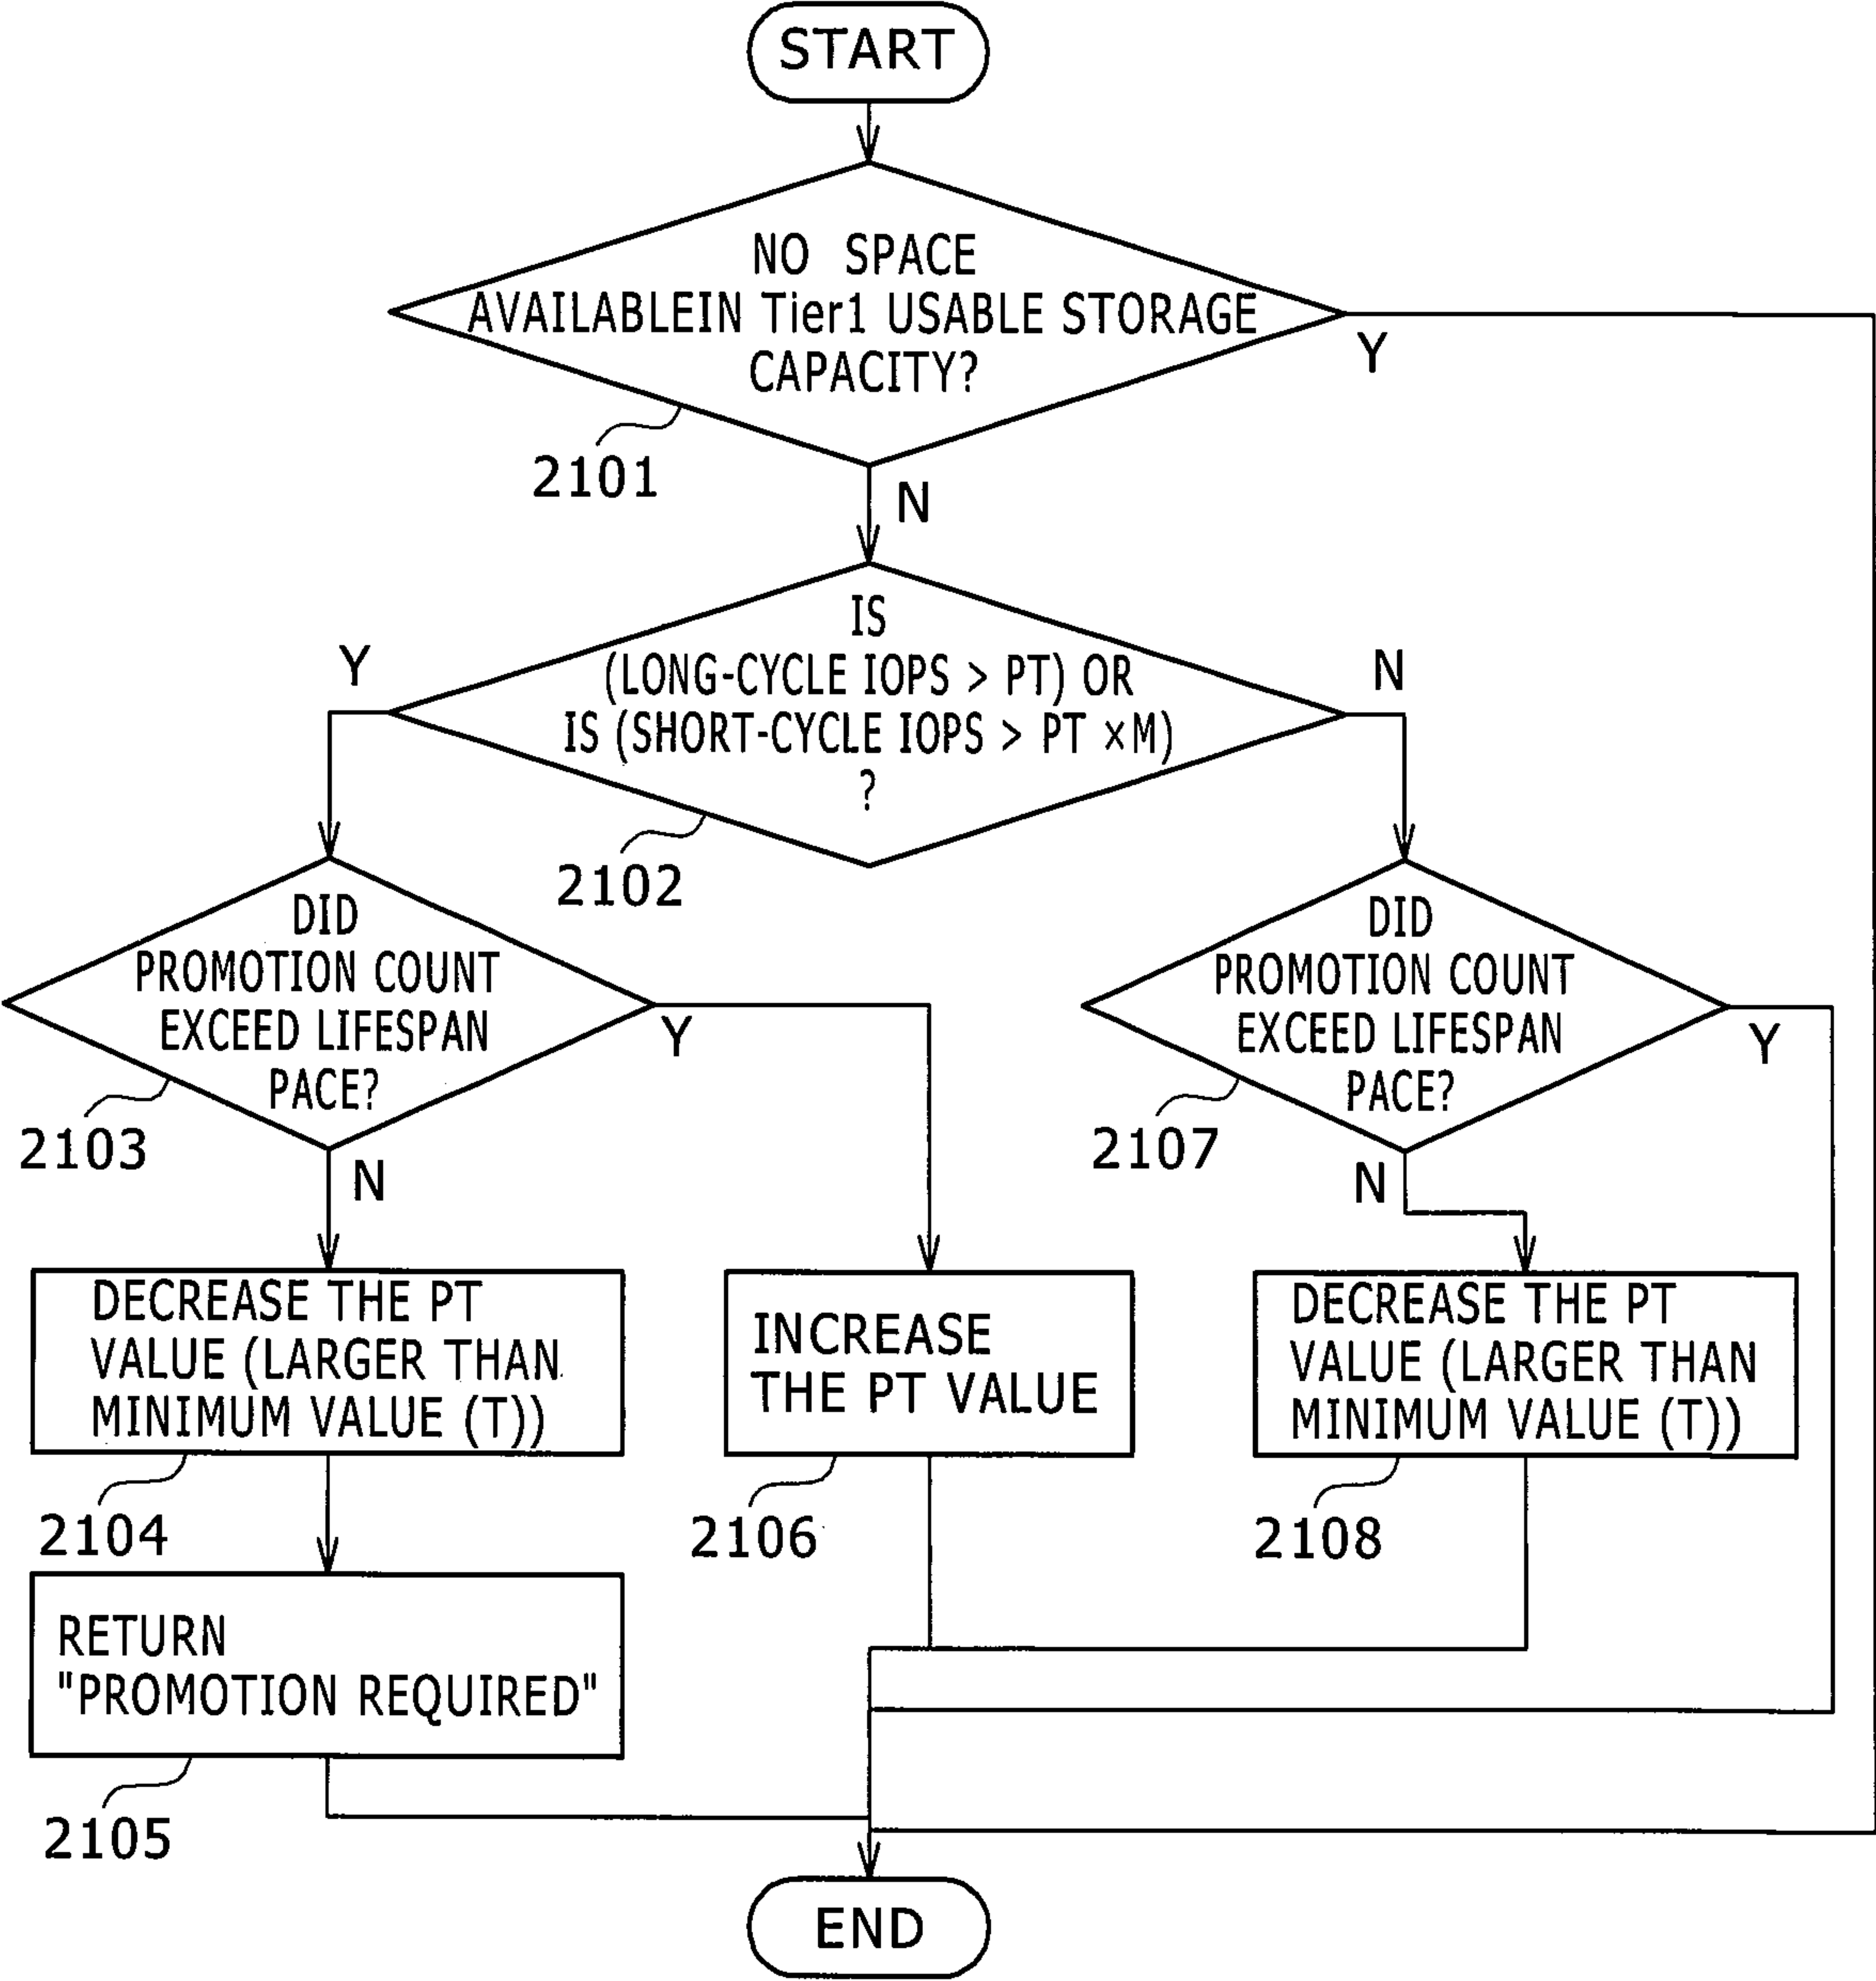 START
NO SPACE
AVAILABLEIN Tier1 USABLE STORAGE
CAPACITY?
Y
2101
N
IS
(LONG-CYCLE IOPS > PT) OR
IS (SHORT-CYCLE IOPS > PT ×M)
?
Y
N
2102
DID
PROMOTION COUNT
EXCEED LIFESPAN
PACE?
Y
2103
N
DID
PROMOTION COUNT
EXCEED LIFESPAN
PACE?
Y
2107
N
DECREASE THE PT
VALUE (LARGER THAN
MINIMUM VALUE (T))
2104
INCREASE
THE PT VALUE
2106
DECREASE THE PT
VALUE (LARGER THAN
MINIMUM VALUE (T))
2108
RETURN
"PROMOTION REQUIRED"
2105
END